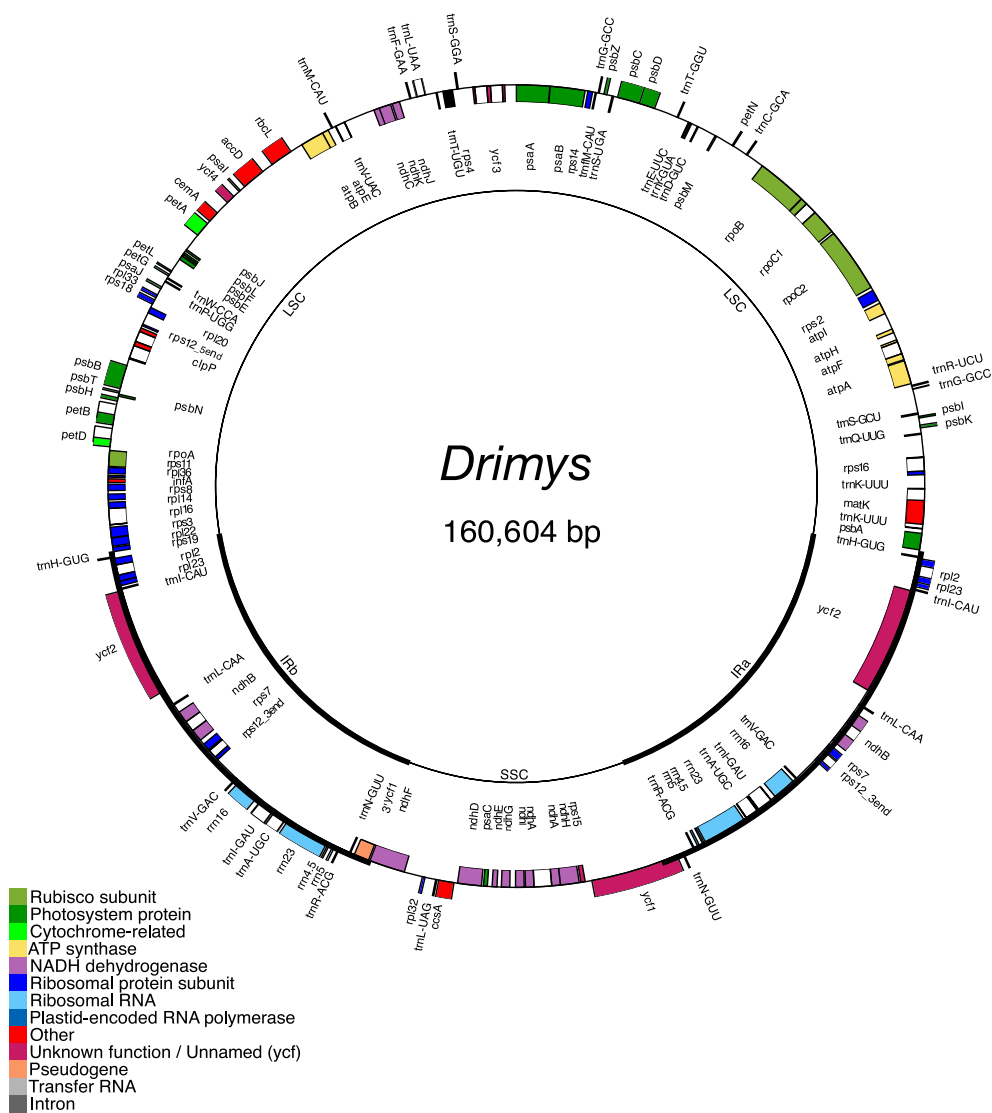 trnL-UAA
trnF-GAA
trnS-GGA
trnG-GCC
psbZ
psbC
psbD
trnT-GGU
petN
trnC-GCA
trnM-CAU
rbcL
accD
psaI
ycf4
cemA
petA
petL
petG
psaJ
rpl33
rps18
psbB
psbT
psbH
petB
petD
trnH-GUG
ycf2
trnV-GAC
rrn16
trnI-GAU
trnA-UGC
rrn23
rrn4.5
rrn5
trnR-ACG
rpl32
trnL-UAG
ccsA
ycf1
trnN-GUU
rps12_3end
rps7
ndhB
trnL-CAA
trnI-CAU
rpl23
rpl2
psbK
psbI
trnG-GCC
trnR-UCU
trnV-UAC
atpE
atpB
ndhC
ndhK
ndhJ
trnT-UGU
rps4
ycf3
psaA
psaB
rps14
trnfM-CAU
trnS-UGA
trnE-UUC
trnY-GUA
trnD-GUC
psbM
rpoB
rpoC1
rpoC2
rps2
atpI
atpH
atpF
atpA
trnS-GCU
trnQ-UUG
rps16
trnK-UUU
matK
trnK-UUU
psbA
trnH-GUG
ycf2
trnV-GAC
rrn16
trnI-GAU
trnA-UGC
rrn23
rrn4.5
rrn5
trnR-ACG
rps15
ndhH
ndhA
ndhI
ndhG
ndhE
psaC
ndhD
ndhF
3'ycf1
trnN-GUU
rps12_3end
rps7
ndhB
trnL-CAA
trnI-CAU
rpl23
rpl2
rps19
rpl22
rps3
rpl16
rpl14
rps8
infA
rpl36
rps11
rpoA
psbN
clpP
rps12_5end
rpl20
trnP-UGG
trnW-CCA
psbE
psbF
psbL
psbJ
LSC
LSC
IRb
IRa
SSC
Drimys
160,604 bp
Rubisco subunit
Photosystem protein
Cytochrome-related
ATP synthase
NADH dehydrogenase
Ribosomal protein subunit
Ribosomal RNA
Plastid-encoded RNA polymerase
Other
Unknown function / Unnamed (ycf)
Pseudogene
Transfer RNA
Intron